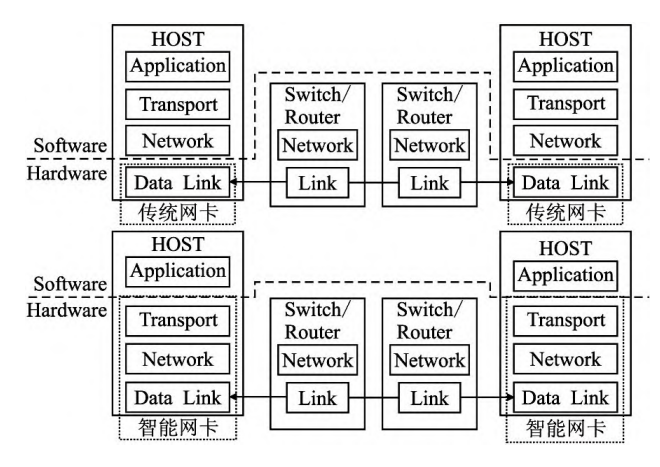 HOST
Application
Transport
Network
Data Link
传统网卡
Switch/
Router
Network
Link
Switch/
Router
Network
Link
HOST
Application
Transport
Network
Data Link
传统网卡
Software
Hardware
HOST
Application
Transport
Network
Data Link
智能网卡
Switch/
Router
Network
Link
Switch/
Router
Network
Link
HOST
Application
Transport
Network
Data Link
智能网卡
Software
Hardware